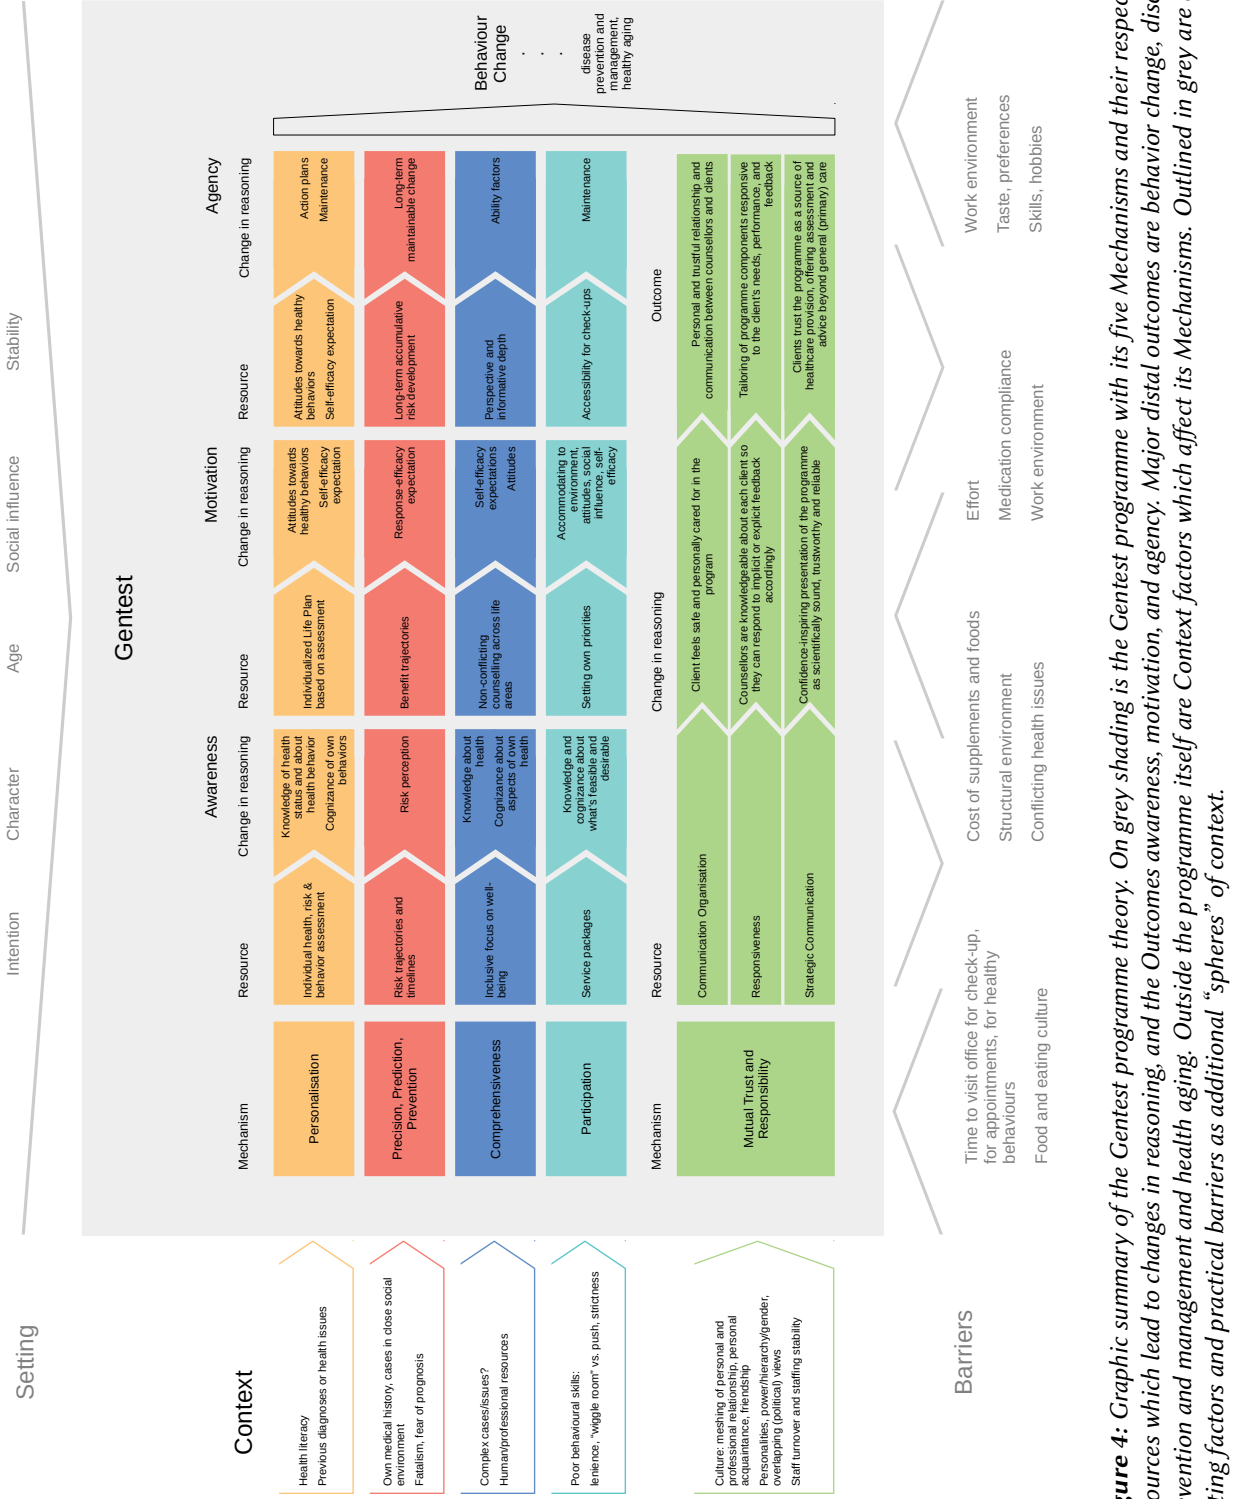 Setting
Intention
Character
Age
Social influence
Stability
Gentest
Context
Awareness
Motivation
Agency
Mechanism
Resource
Change in reasoning
Resource
Change in reasoning
Resource
Change in reasoning
Health literacy
Previous diagnoses or health issues
Personalisation
Individual health, risk &
behavior assessment
Knowledge of health
status and about
health behavior
Cognizance of own
behaviors
Individualized Life Plan
based on assessment
Attitudes towards
healthy behaviors
Self-efficacy
expectation
Attitudes towards healthy
behaviors
Self-efficacy expectation
Action plans
Maintenance
Own medical history, cases in close social
environment
Fatalism, fear of prognosis
Precision, Prediction,
Prevention
Risk trajectories and
timelines
Risk perception
Benefit trajectories
Response-efficacy
expectation
Long-term accumulative
risk development
Long-term
maintainable change
Complex cases/issues?
Human/professional resources
Comprehensiveness
Inclusive focus on well-
being
Knowledge about
health
Cognizance about
aspects of own
health
Non-conflicting
counselling across life
areas
Self-efficacy
expectations
Attitudes
Perspective and
informative depth
Ability factors
Poor behavioural skills:
lenience, "wiggle room" vs. push, strictness
Participation
Service packages
Knowledge and
cognizance about
what's feasible and
desirable
Setting own priorities
Accommodating to
environment,
attitudes, social
influence, self-
efficacy
Accessibility for check-ups
Maintenance
Behaviour
Change
.
.
.
disease
prevention and
management,
healthy aging
Mechanism
Resource
Change in reasoning
Outcome
Culture: meshing of personal and
professional relationship, personal
acquaintance, friendship
Personalities, power/hierarchy/gender,
overlapping (political) views
Staff turnover and staffing stability
Mutual Trust and
Responsibility
Communication Organisation
Client feels safe and personally cared for in the
program
Personal and trustful relationship and
communication between counsellors and clients
Responsiveness
Counsellors are knowledgeable about each client so
they can respond to implicit or explicit feedback
accordingly
Tailoring of programme components responsive
to the client's needs, performance, and
feedback
Strategic Communication
Confidence-inspiring presentation of the programme
as scientifically sound, trustworthy and reliable
Clients trust the programme as a source of
healthcare provision, offering assessment and
advice beyond general (primary) care
Barriers
Time to visit office for check-up,
for appointments, for healthy
behaviours
Food and eating culture
Cost of supplements and foods
Structural environment
Conflicting health issues
Effort
Medication compliance
Work environment
Work environment
Taste, preferences
Skills, hobbies
gure 4: Graphic summary of the Gentest programme theory. On grey shading is the Gentest programme with its five Mechanisms and their respec
ources which lead to changes in reasoning, and the Outcomes awareness, motivation, and agency. Major distal outcomes are behavior change, dise
vention and management and health aging. Outside the programme itself are Context factors which affect its Mechanisms. Outlined in grey are
ting factors and practical barriers as additional “spheres” of context.